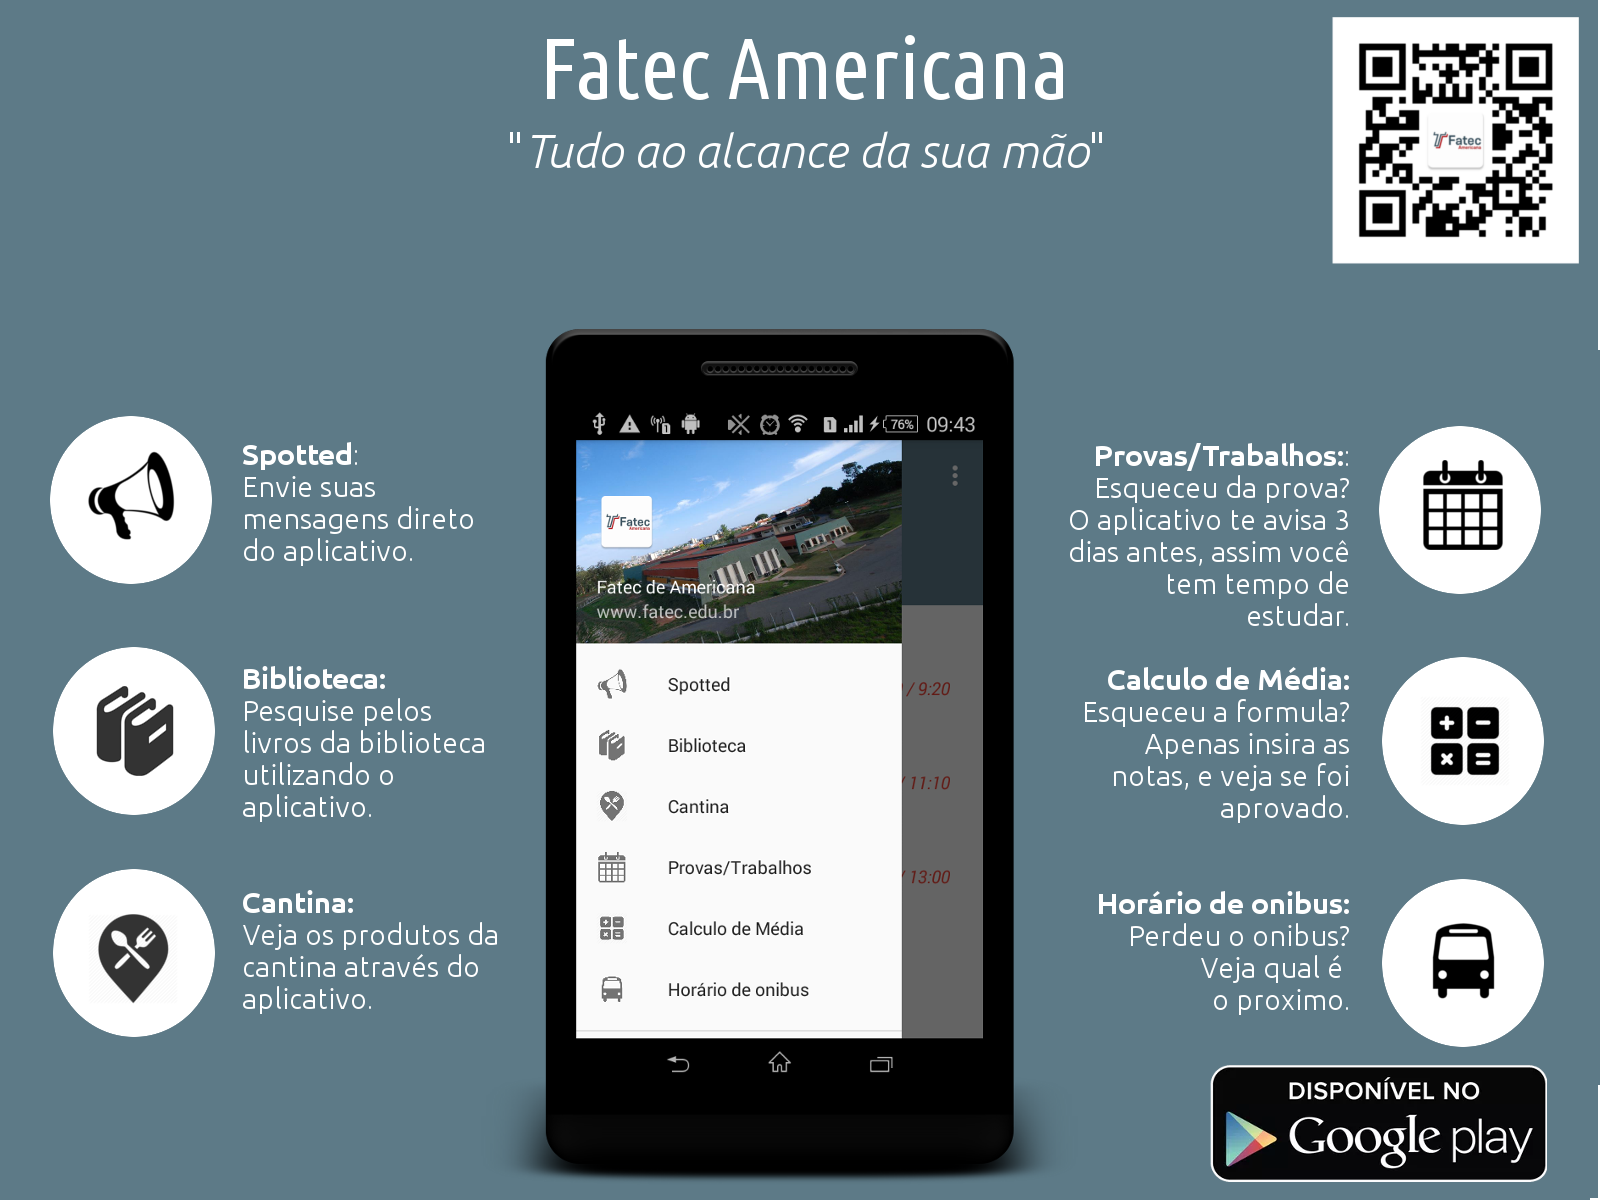 Fatec Americana
"Tudo ao alcance da sua mão"
Fatec
Americana
Spotted:
Envie suas
mensagens direto
do aplicativo.
Biblioteca:
Pesquise pelos
livros da biblioteca
utilizando o
aplicativo.
Cantina:
Veja os produtos da
cantina através do
aplicativo.
1
1
76%
09:43
Fatec
Americana
Fatec de Americana
www.fatec.edu.br
Spotted
/ 9:20
Biblioteca
/ 11:10
Cantina
Provas/Trabalhos
/ 13:00
Calculo de Média
Horário de onibus
Provas/Trabalhos::
Esqueceu da prova?
O aplicativo te avisa 3
dias antes, assim você
tem tempo de
estudar.
Calculo de Média:
Esqueceu a formula?
Apenas insira as
notas, e veja se foi
aprovado.
Horário de onibus:
Perdeu o onibus?
Veja qual é
o proximo.
DISPONÍVEL NO
Google play